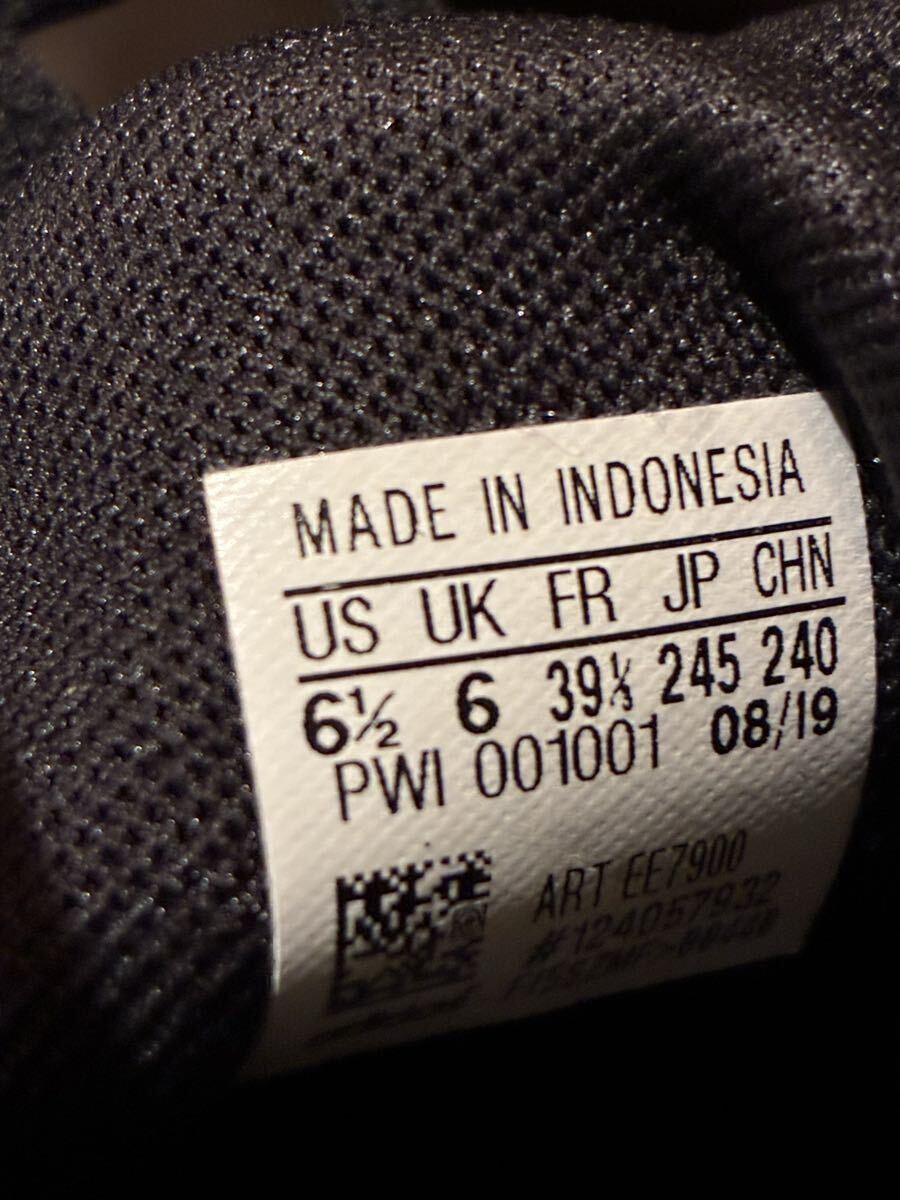 MADE IN INDONESIA
US UK FR JP CHN
6½ 6 39⅓ 245 240
PWI 001001 08/19
ART EE7900
#124057932